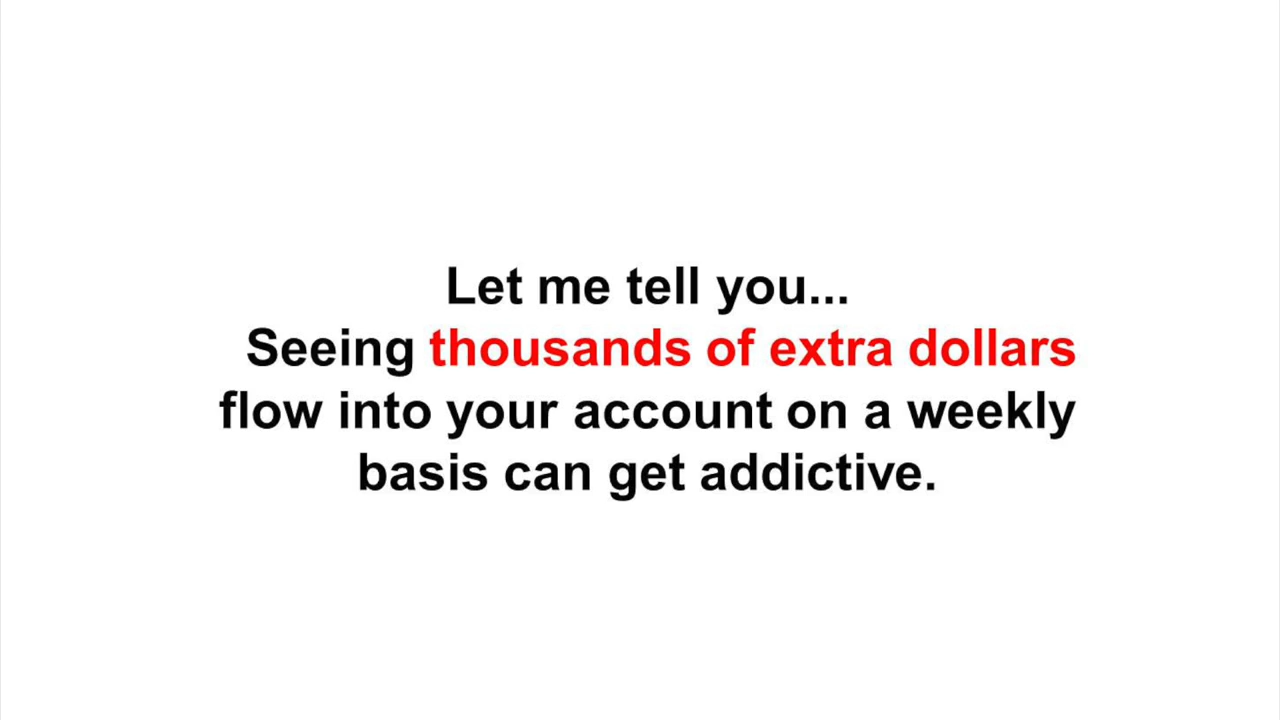 Let me tell you...
Seeing thousands of extra dollars
flow into your account on a weekly
basis can get addictive.